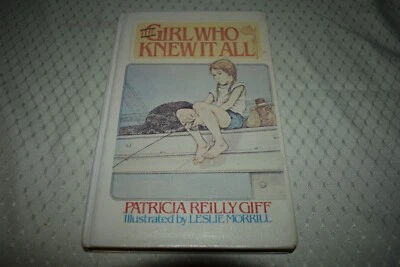 THE GIRL WHO
KNEW IT ALL
PATRICIA REILLY GIFF
Illustrated by LESLIE MORRILL